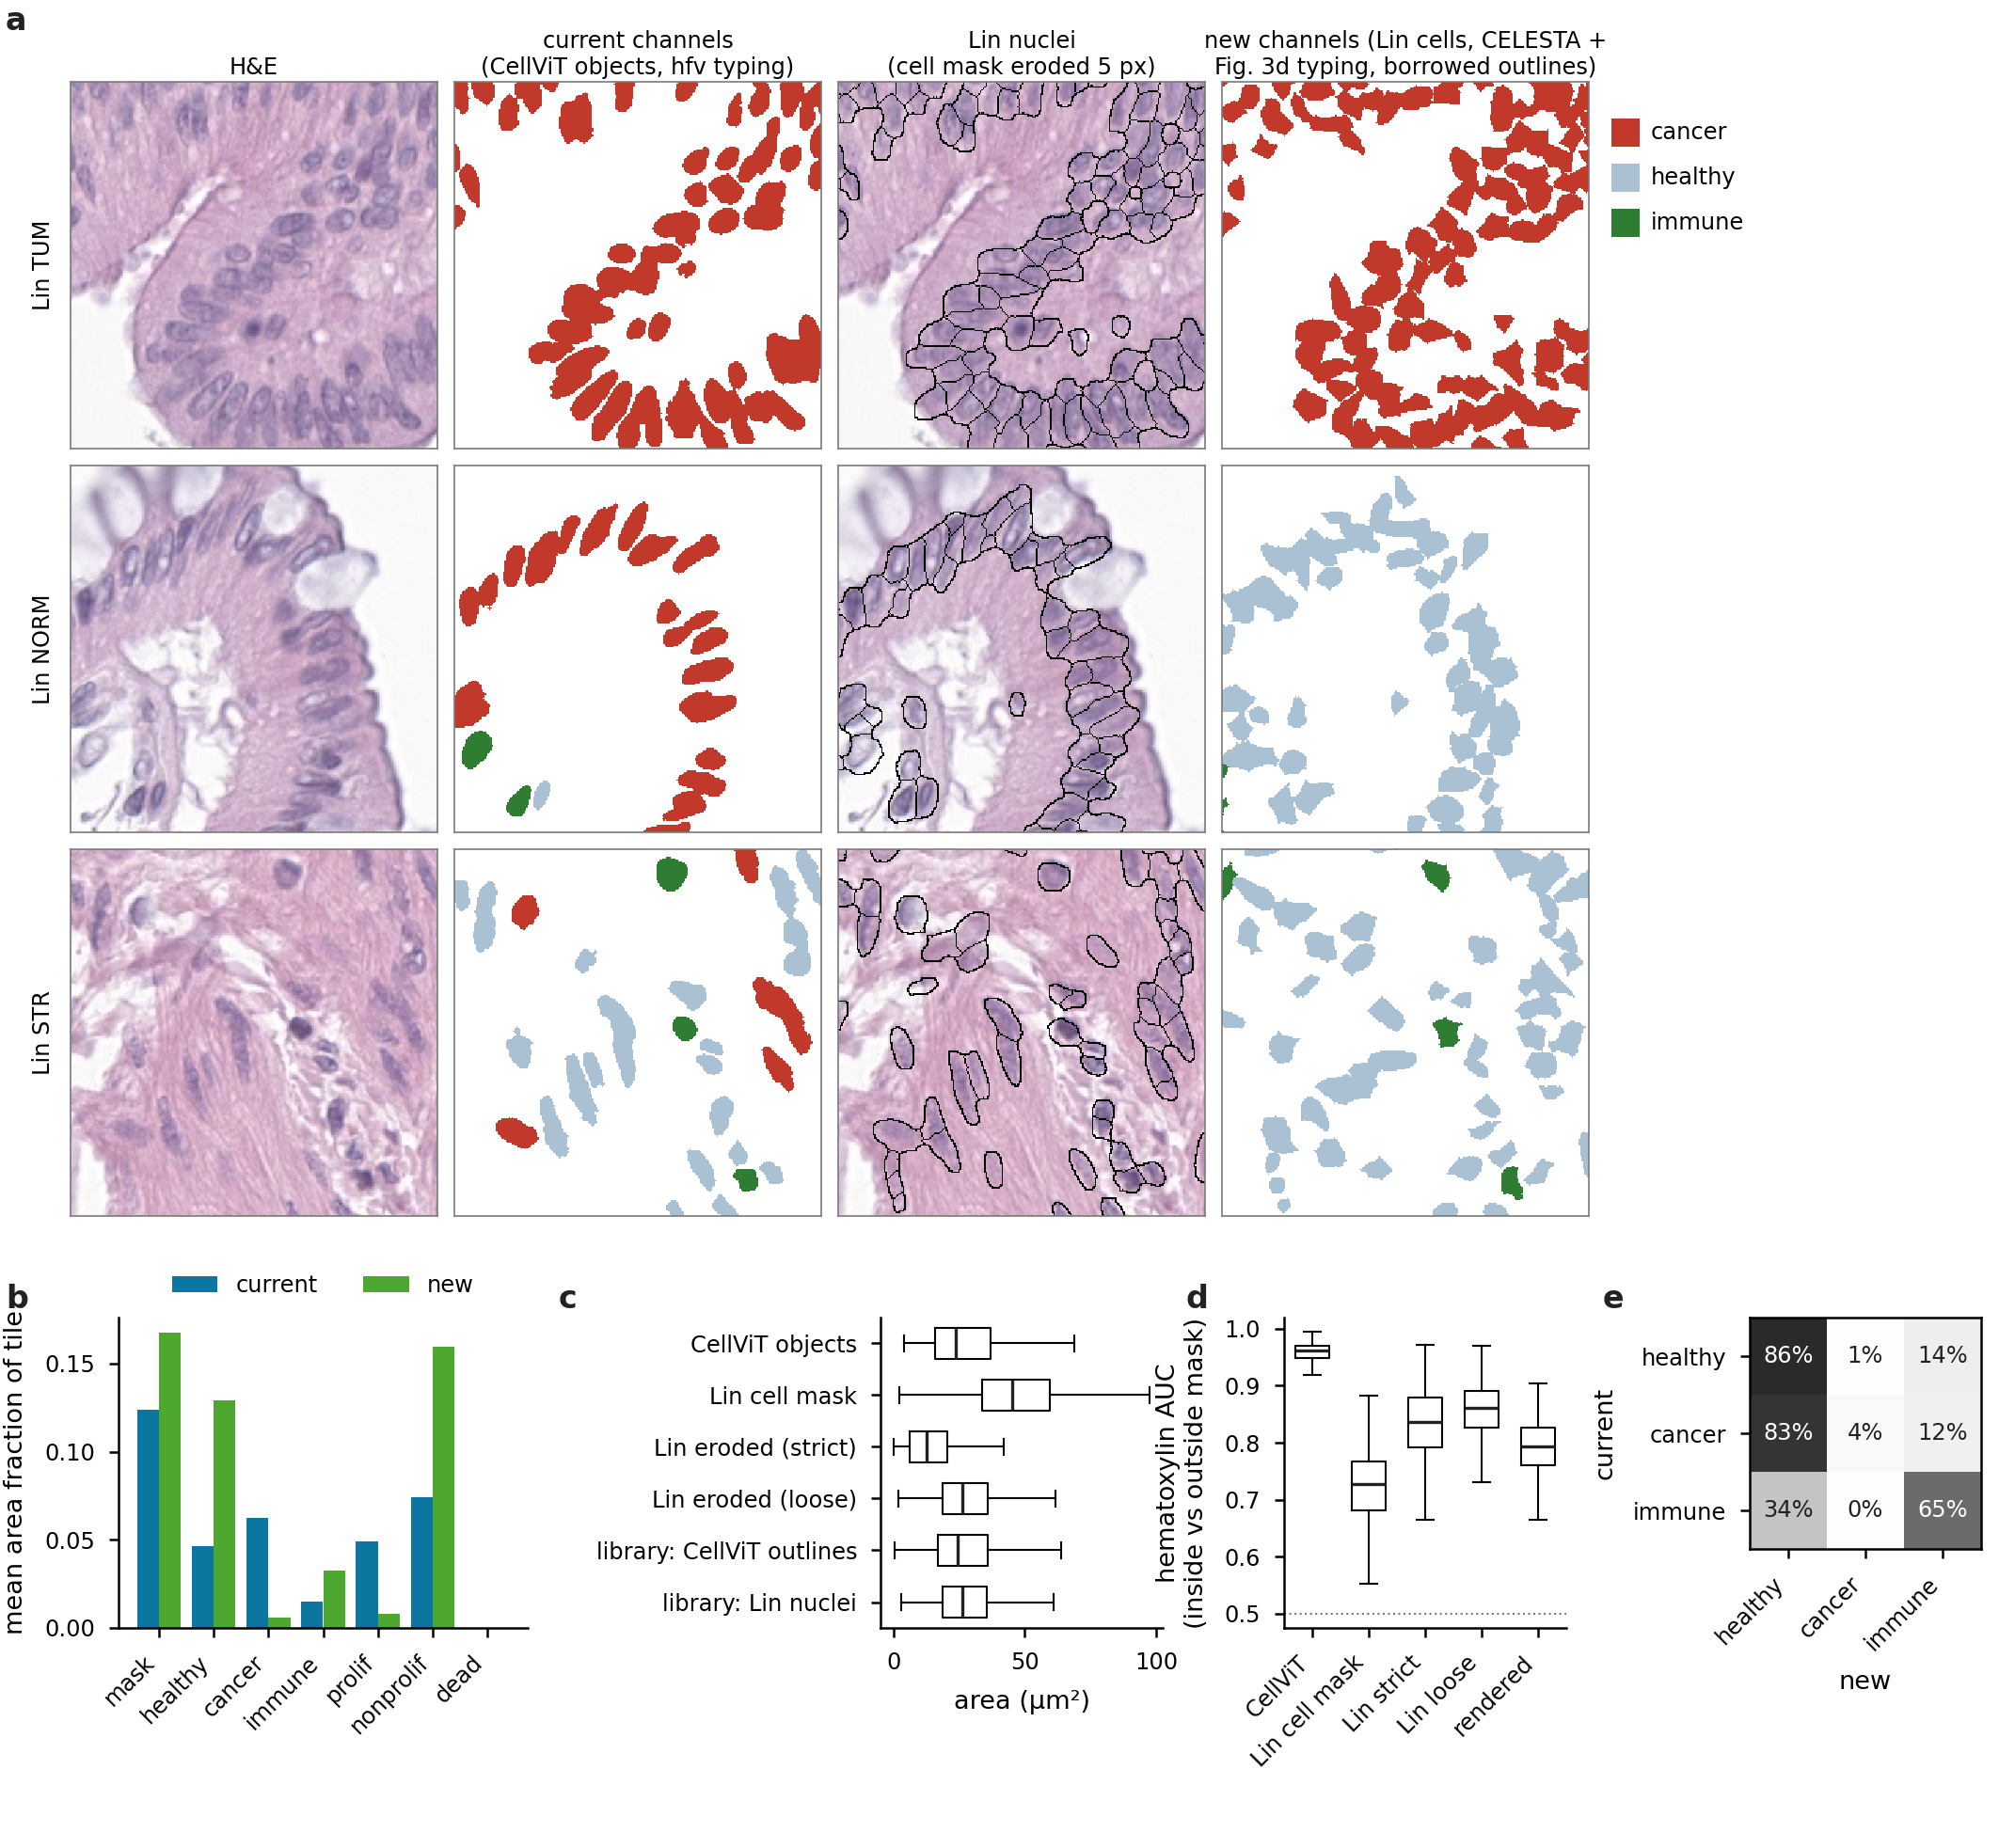 a
H&E
current channels
(CellViT objects, hfv typing)
Lin nuclei
(cell mask eroded 5 px)
new channels (Lin cells, CELESTA +
Fig. 3d typing, borrowed outlines)
cancer
healthy
immune
Lin TUM
Lin NORM
Lin STR
b
current
new
mean area fraction of tile
0.15
0.10
0.05
0.00
mask
healthy
cancer
immune
prolif
nonprolif
dead
c
CellViT objects
Lin cell mask
Lin eroded (strict)
Lin eroded (loose)
library: CellViT outlines
library: Lin nuclei
0
50
100
area (µm²)
d
hematoxylin AUC
(inside vs outside mask)
1.0
0.9
0.8
0.7
0.6
0.5
CellViT
Lin cell mask
Lin strict
Lin loose
rendered
e
current
healthy
cancer
immune
86% 1% 14%
83% 4% 12%
34% 0% 65%
healthy
cancer
immune
new